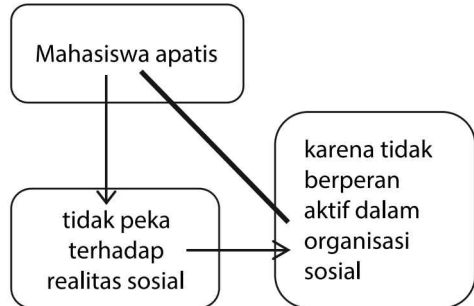 Mahasiswa apatis
tidak peka
terhadap
realitas sosial
karena tidak
berperan
aktif dalam
organisasi
sosial